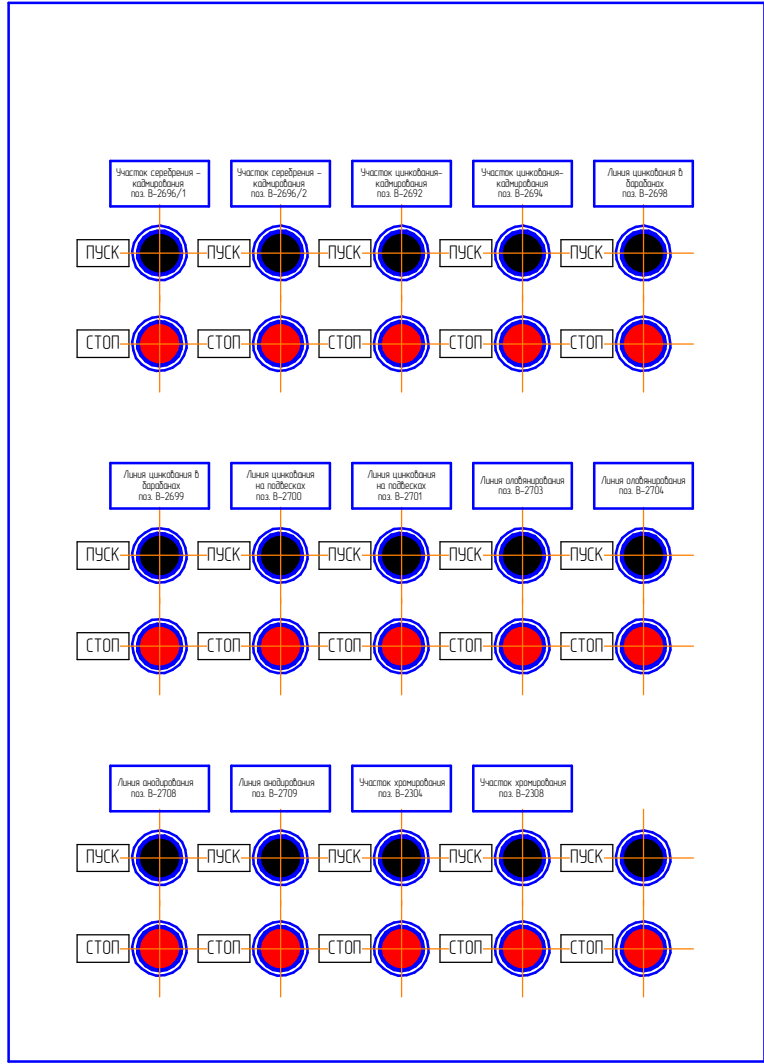 Участок серебрения –
кадмирования
поз. В-2696/1
Участок серебрения –
кадмирования
поз. В-2696/2
Участок цинкования-
кадмирования
поз. В-2692
Участок цинкования-
кадмирования
поз. В-2694
Линия цинкования в
барабанах
поз. В-2698
ПУСК ПУСК ПУСК ПУСК ПУСК
СТОП СТОП СТОП СТОП СТОП
Линия цинкования в
барабанах
поз. В-2699
Линия цинкования
на подвесках
поз. В-2700
Линия цинкования
на подвесках
поз. В-2701
Линия оловянирования
поз. В-2703
Линия оловянирования
поз. В-2704
ПУСК ПУСК ПУСК ПУСК ПУСК
СТОП СТОП СТОП СТОП СТОП
Линия анодирования
поз. В-2708
Линия анодирования
поз. В-2709
Участок хромирования
поз. В-2304
Участок хромирования
поз. В-2308
ПУСК ПУСК ПУСК ПУСК ПУСК
СТОП СТОП СТОП СТОП СТОП